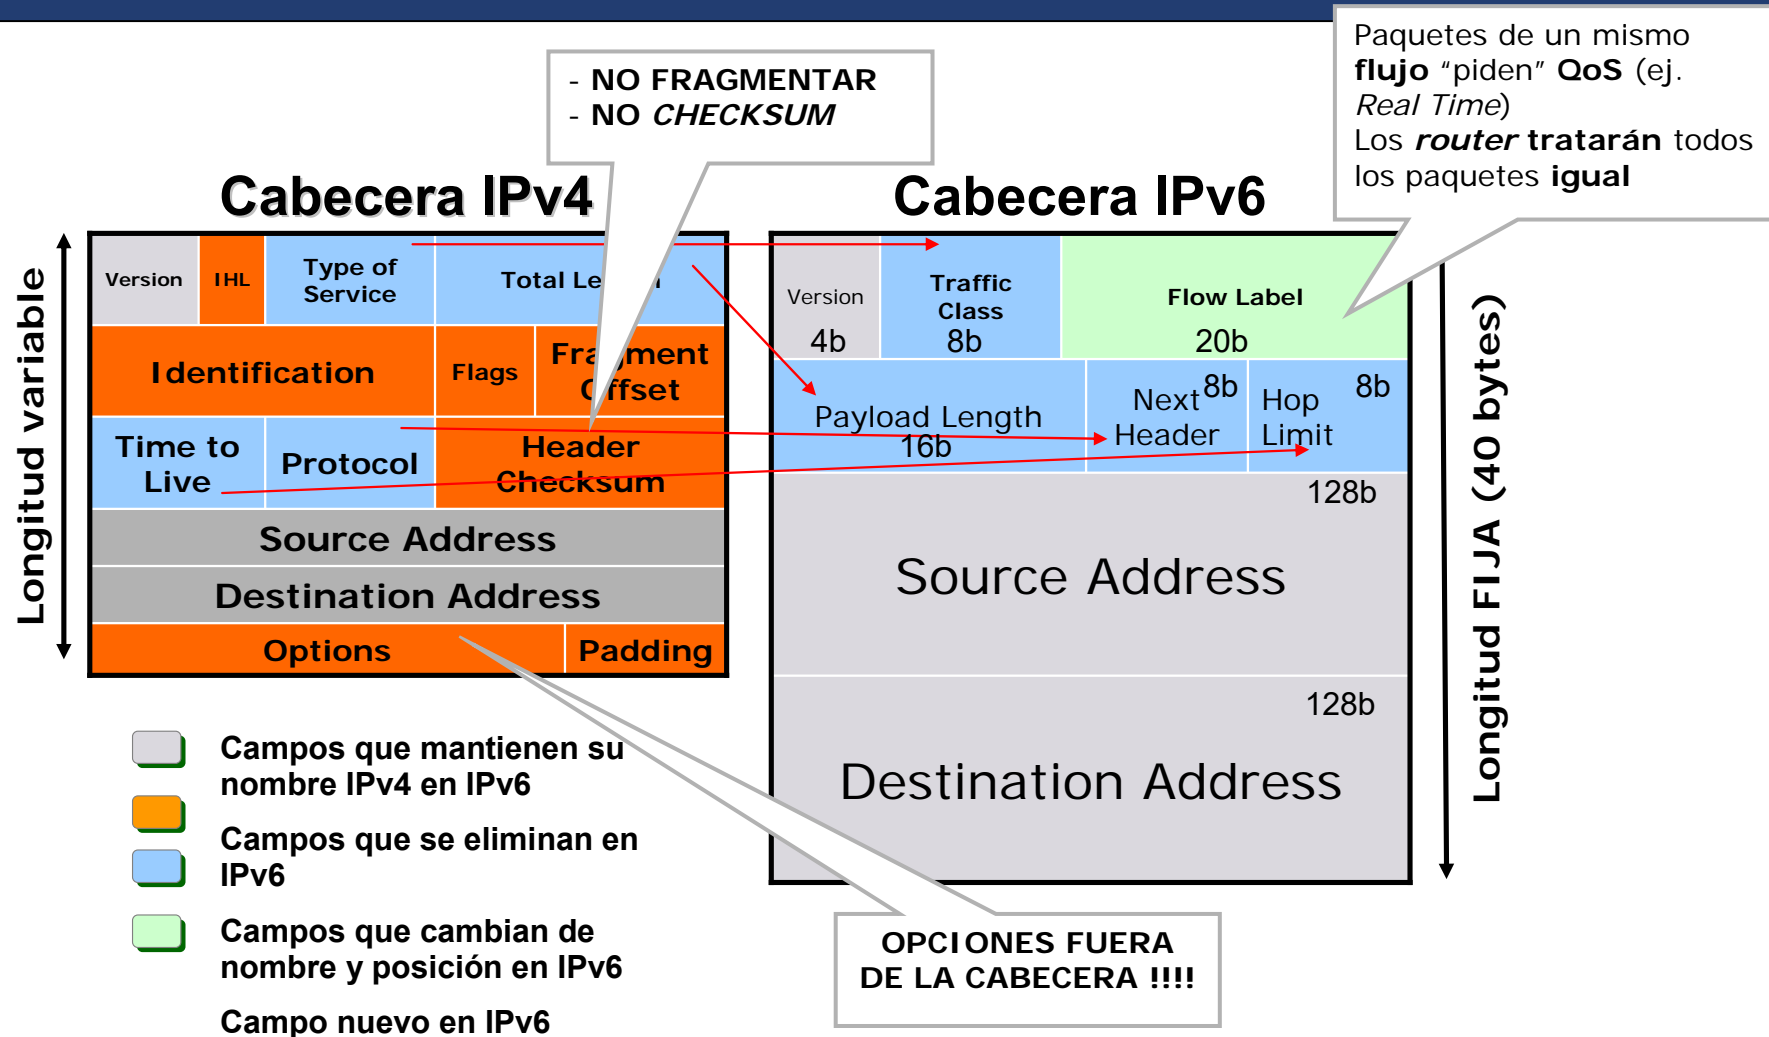 Paquetes de un mismo
flujo “piden” QoS (ej.
Real Time)
Los router tratarán todos
los paquetes igual
- NO FRAGMENTAR
- NO CHECKSUM
Cabecera IPv4
Longitud variable
Version
IHL
Type of
Service
Identification
Flags
Time to
Live
Protocol
Header
Checksum
Source Address
Destination Address
Options
Padding
Cabecera IPv6
Version
4b
Traffic
Class
8b
Flow Label
20b
Payload Length
16b
Next
Header
8b
Hop
Limit
8b
128b
Source Address
128b
Destination Address
Longitud FIJA (40 bytes)
Campos que mantienen su
nombre IPv4 en IPv6
Campos que se eliminan en
IPv6
Campos que cambian de
nombre y posición en IPv6
Campo nuevo en IPv6
OPCIONES FUERA
DE LA CABECERA !!!!
Total
Fragment
Offset